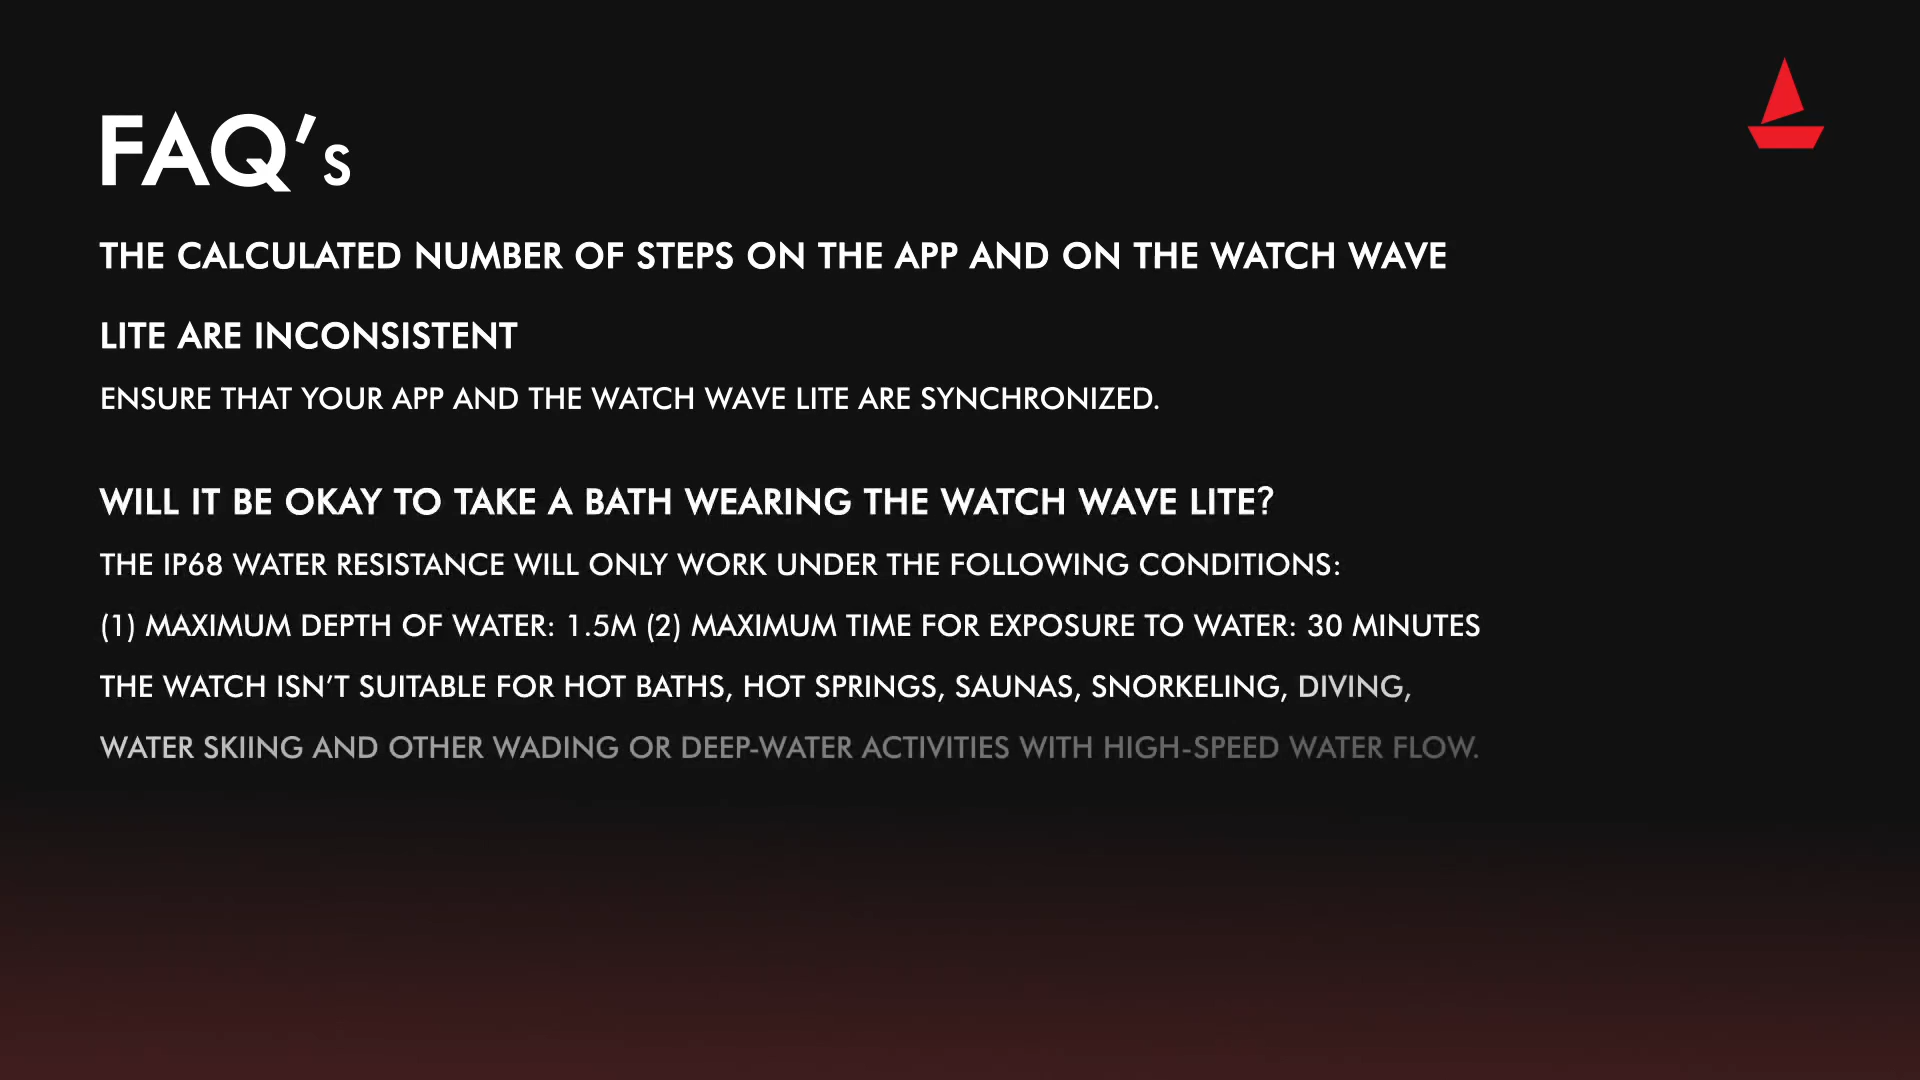 FAQ’s
THE CALCULATED NUMBER OF STEPS ON THE APP AND ON THE WATCH WAVE
LITE ARE INCONSISTENT
ENSURE THAT YOUR APP AND THE WATCH WAVE LITE ARE SYNCHRONIZED.
WILL IT BE OKAY TO TAKE A BATH WEARING THE WATCH WAVE LITE?
THE IP68 WATER RESISTANCE WILL ONLY WORK UNDER THE FOLLOWING CONDITIONS:
(1) MAXIMUM DEPTH OF WATER: 1.5M (2) MAXIMUM TIME FOR EXPOSURE TO WATER: 30 MINUTES
THE WATCH ISN’T SUITABLE FOR HOT BATHS, HOT SPRINGS, SAUNAS, SNORKELING, DIVING,
WATER SKIING AND OTHER WADING OR DEEP-WATER ACTIVITIES WITH HIGH-SPEED WATER FLOW.